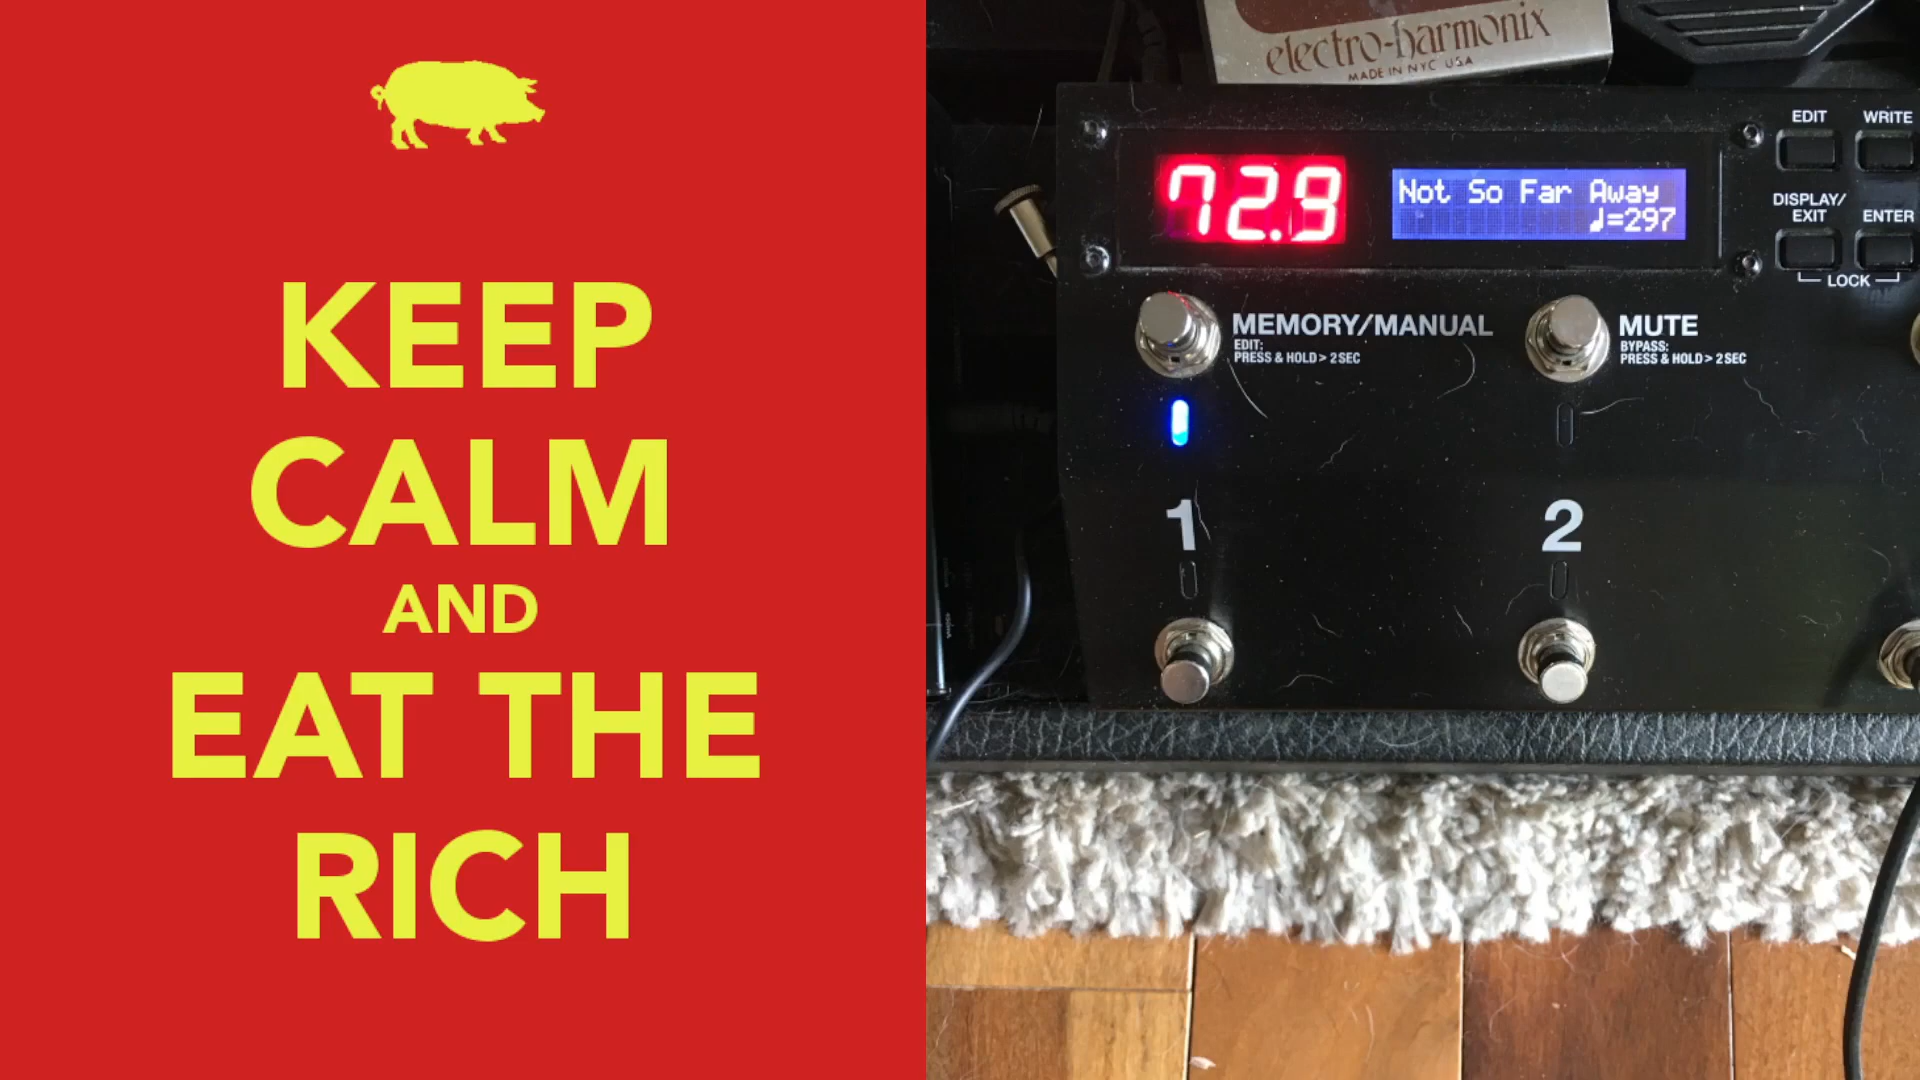 KEEP
CALM
AND
EAT THE
RICH
electro-harmonix
MADE IN NYC USA
72.3
Not So Far Away
♩=297
EDIT
WRITE
DISPLAY/
EXIT
ENTER
LOCK
MEMORY/MANUAL
EDIT:
PRESS & HOLD > 2 SEC
MUTE
BYPASS:
PRESS & HOLD > 2 SEC
1
2